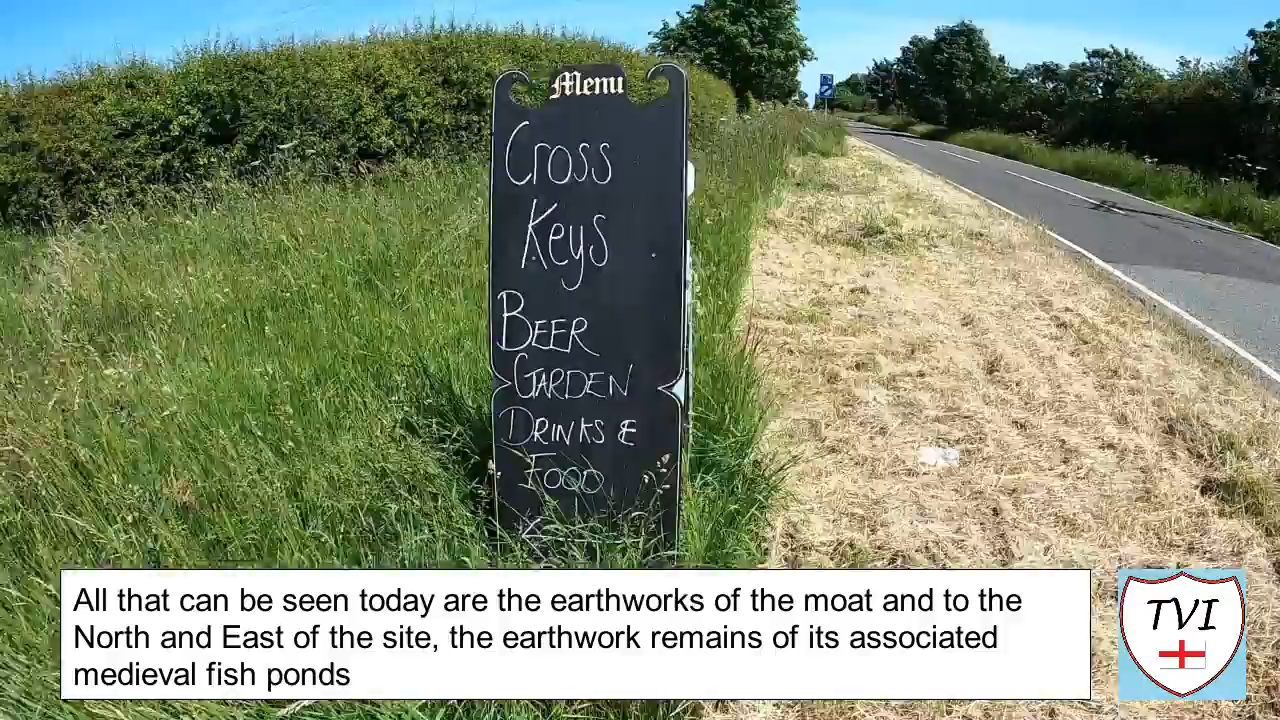 Menu
Cross
Keys
BEER
GARDEN
DRINKS &
FOOD
All that can be seen today are the earthworks of the moat and to the
North and East of the site, the earthwork remains of its associated
medieval fish ponds
TVI